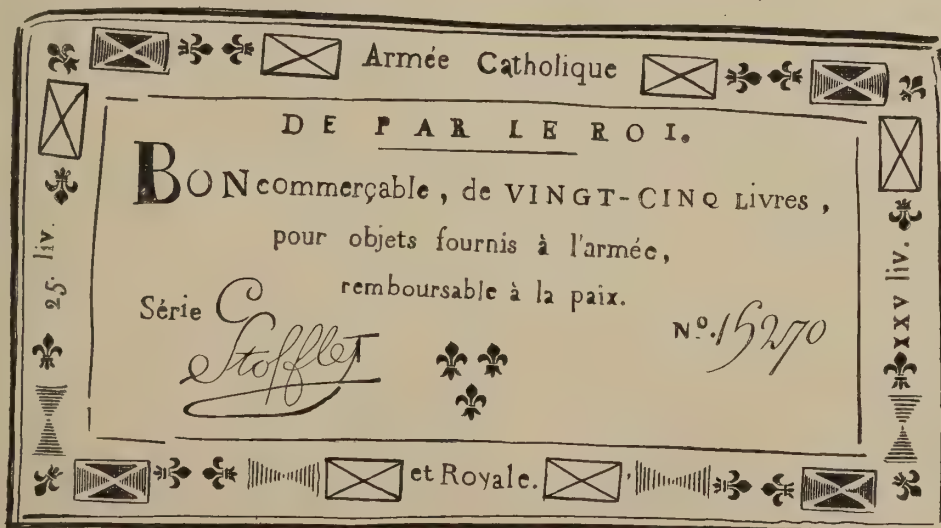 Armée Catholique
DE PAR LE ROI.
BON commerçable, de VINGT-CINQ Livres,
pour objets fournis à l'armée,
remboursable à la paix.
Série C
Nº. 15270
Stofflet
25. liv.
XXV liv.
et Royale.